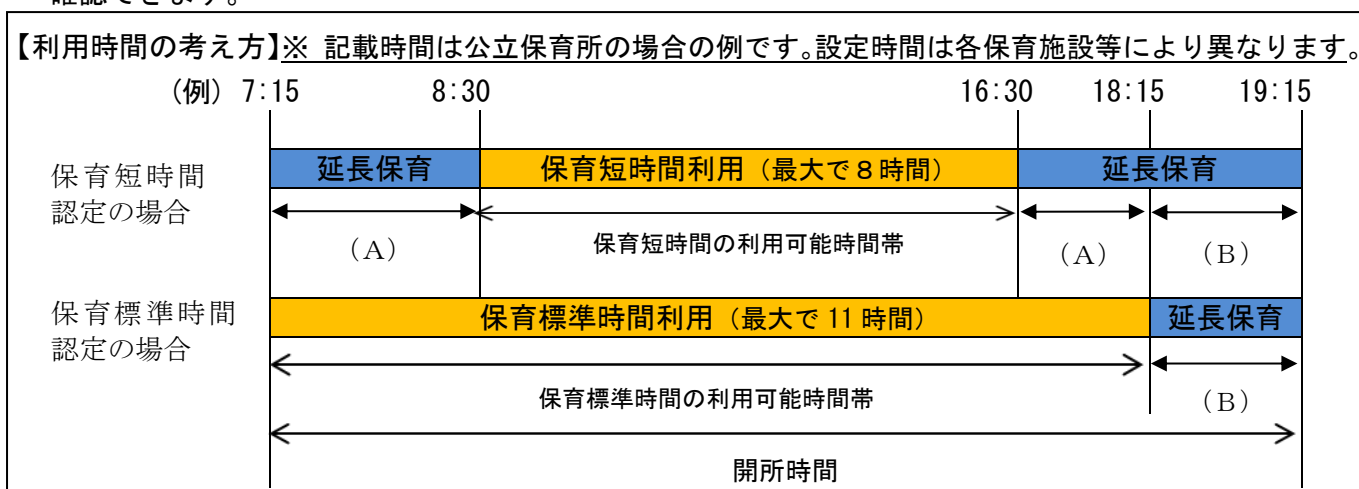 確認できます。
【利用時間の考え方】※ 記載時間は公立保育所の場合の例です。設定時間は各保育施設等により異なります。
(例) 7:15 8:30 16:30 18:15 19:15
保育短時間
認定の場合
延長保育 保育短時間利用（最大で8時間） 延長保育
（A） 保育短時間の利用可能時間帯 （A） （B）
保育標準時間
認定の場合
保育標準時間利用（最大で 11 時間） 延長保育
保育標準時間の利用可能時間帯 （B）
開所時間